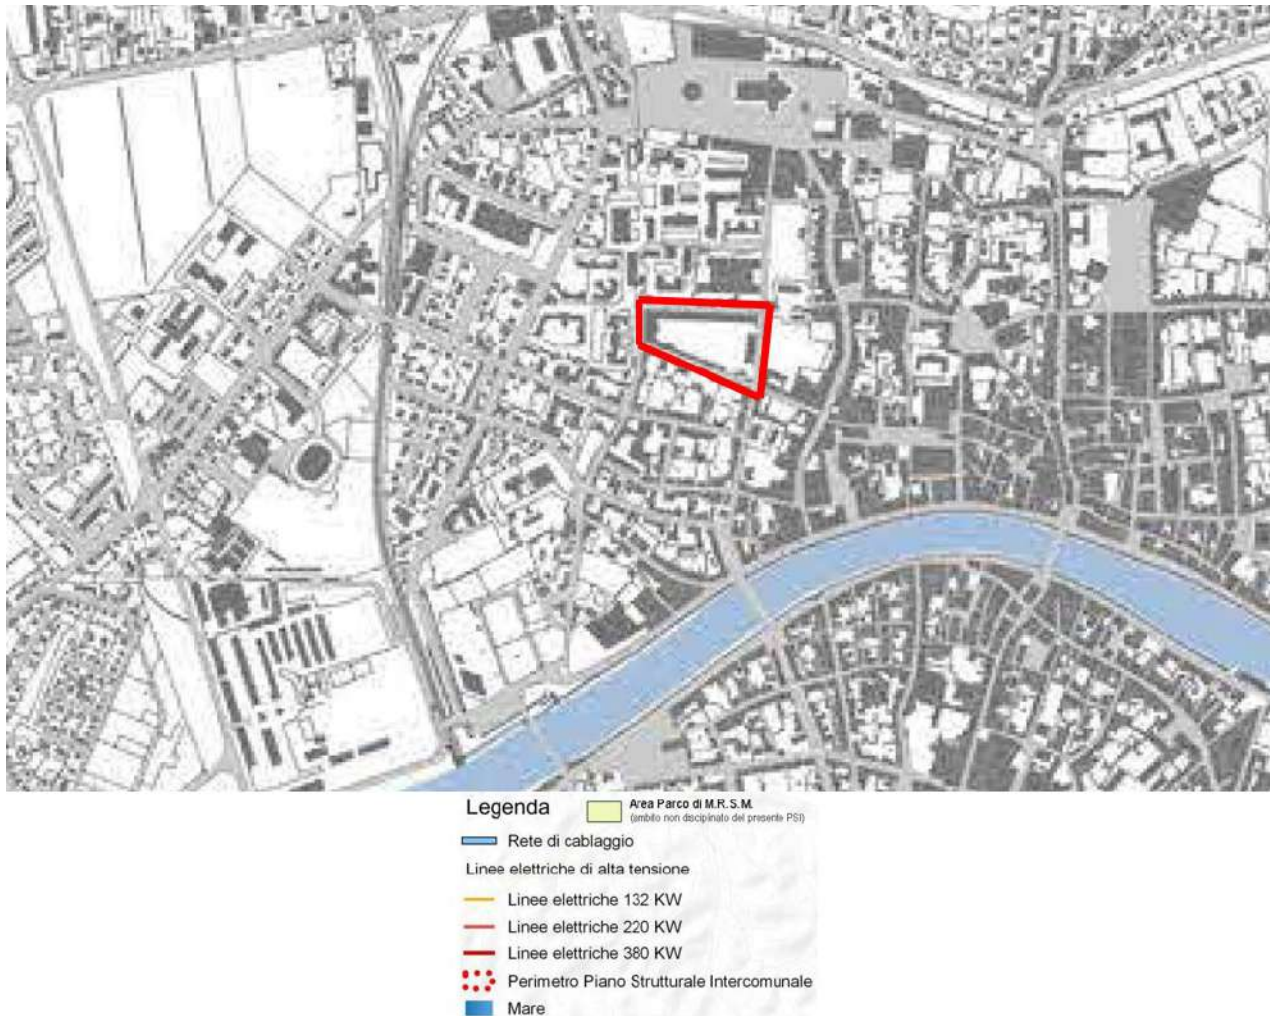 Legenda
Area Parco di M.R.S.M.
(ambito non disciplinato del presente PSI)
Rete di cablaggio
Linee elettriche di alta tensione
Linee elettriche 132 KW
Linee elettriche 220 KW
Linee elettriche 380 KW
Perimetro Piano Strutturale Intercomunale
Mare